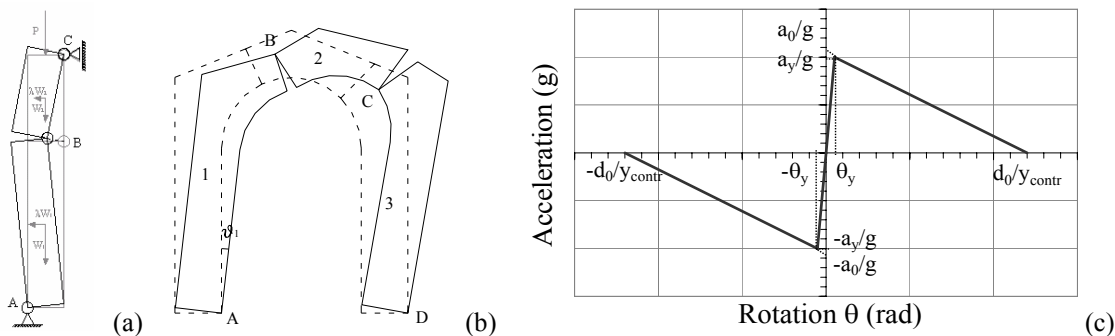 P
C
λW₂
W₂
B
λW₁
W₁
A
(a)
B
2
C
1
3
ϑ₁
A
D
(b)
Acceleration (g)
a₀/g
aᵧ/g
-d₀/y_contr
-θᵧ
θᵧ
d₀/y_contr
-aᵧ/g
-a₀/g
Rotation θ (rad)
(c)